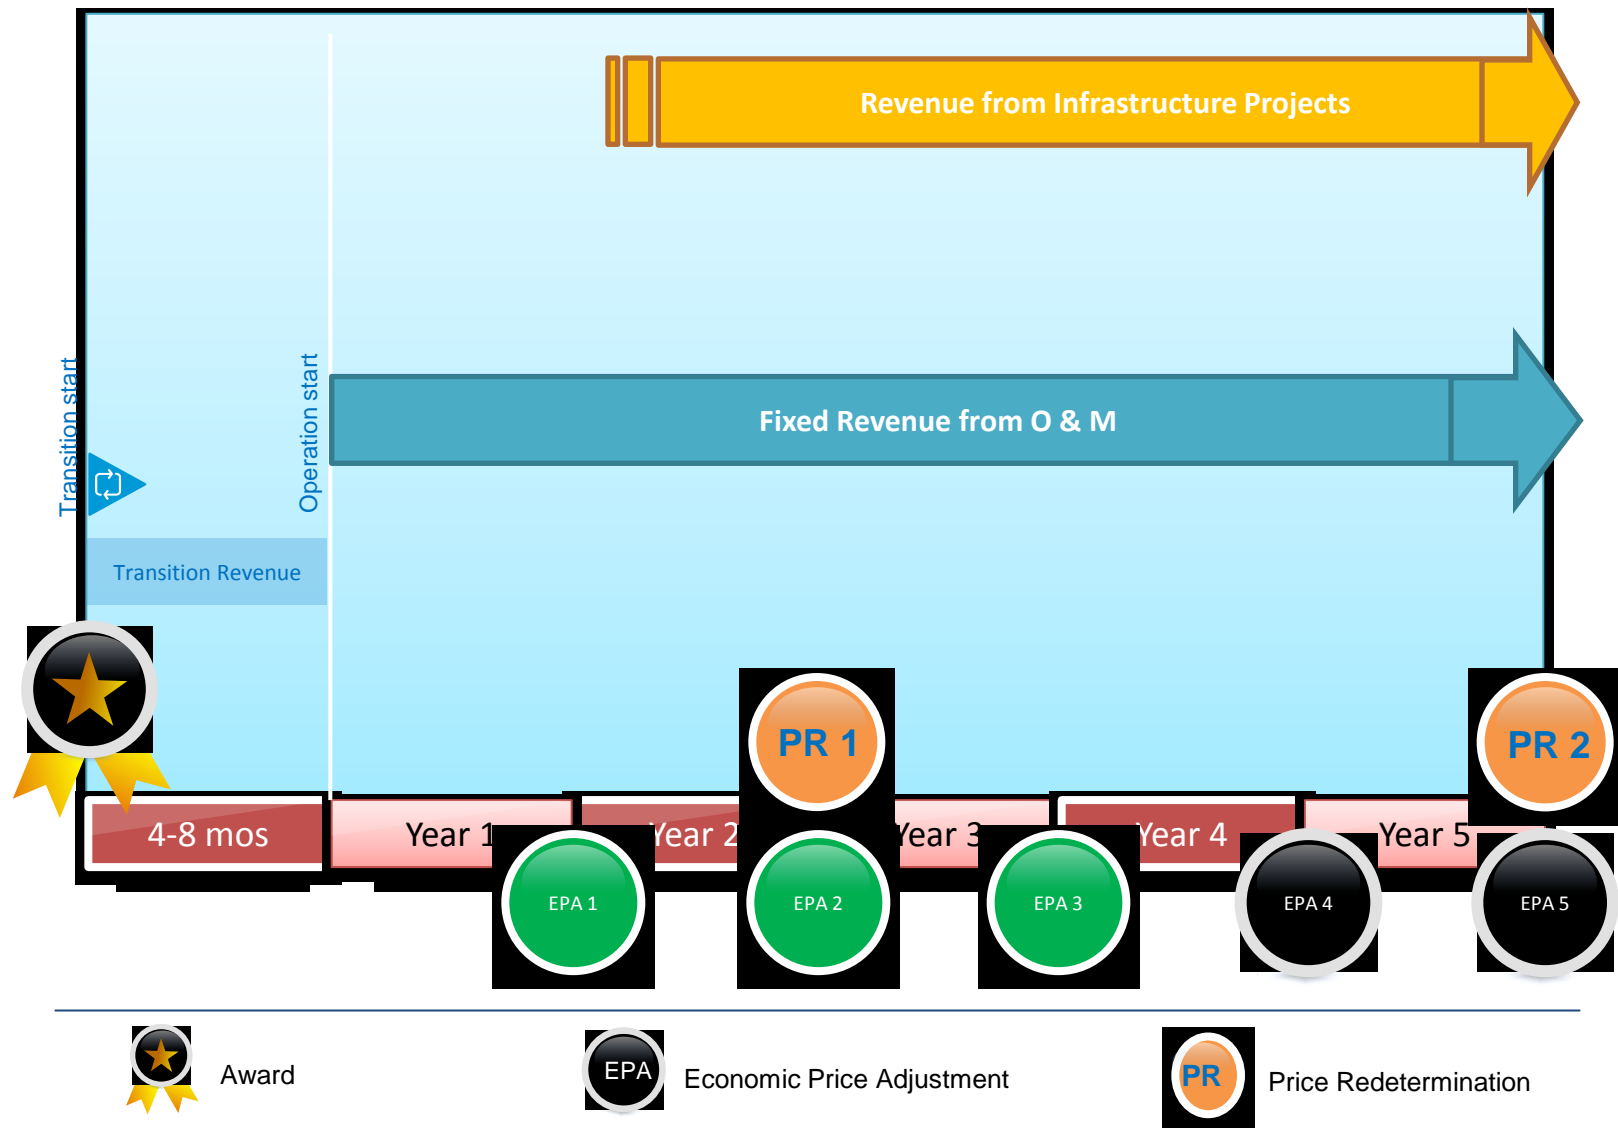 Revenue from Infrastructure Projects
Transition start
Operation start
Fixed Revenue from O & M
Transition Revenue
PR 1
PR 2
4-8 mos
Year 1
Year 2
Year 3
Year 4
Year 5
EPA 1
EPA 2
EPA 3
EPA 4
EPA 5
Award
EPA
Economic Price Adjustment
PR
Price Redetermination